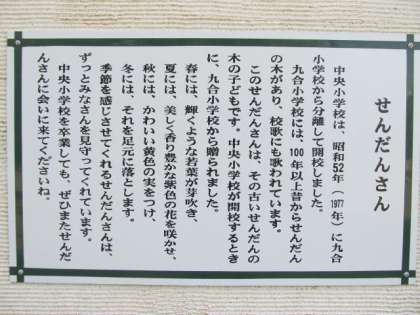 せんだんさん
中央小学校は、昭和52年（1977年）に九合
小学校から分離して開校しました。
九合小学校には、100年以上昔からせんだん
の木があり、校歌にも歌われています。
このせんだんさんは、その古いせんだんの
木の子どもです。中央小学校が開校するとき
に、九合小学校から贈られました。
春には、輝くような若葉が芽吹き、
夏には、美しく香り豊かな紫色の花を咲かせ、
秋には、かわいい黄色の実をつけ、
冬には、それを足元に落とします。
季節を感じさせてくれるせんだんさんは、
ずっとみなさんを見守ってくれています。
中央小学校を卒業しても、ぜひまたせんだ
んさんに会いに来てくださいね。